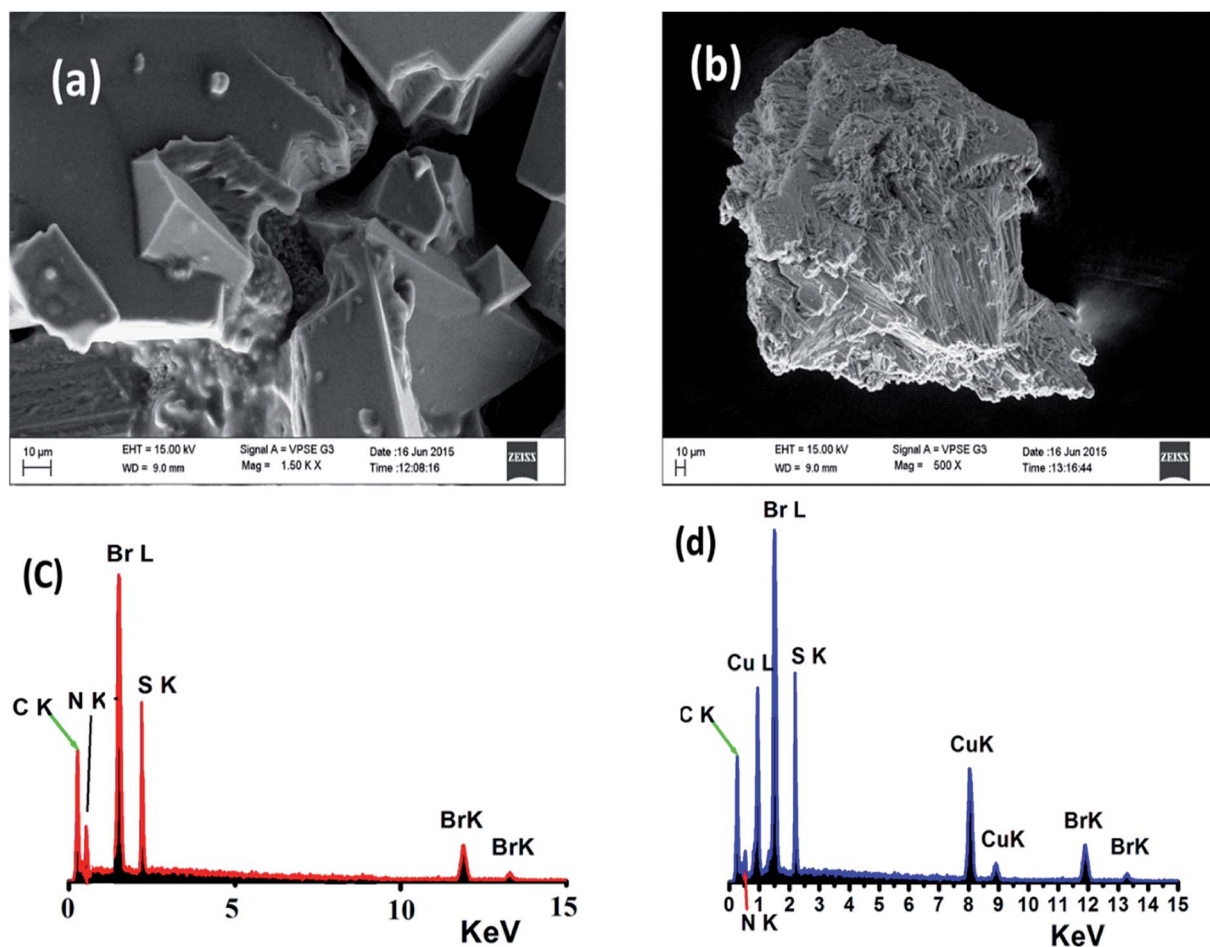 (a)
10 µm
EHT = 15.00 kV
WD = 9.0 mm
Signal A = VPSE G3
Mag = 1.50 K X
Date :16 Jun 2015
Time :12:08:16
ZEISS
(b)
10 µm
EHT = 15.00 kV
WD = 9.0 mm
Signal A = VPSE G3
Mag = 500 X
Date :16 Jun 2015
Time :13:16:44
ZEISS
(C)
Br L
S K
N K
C K
BrK
BrK
0 5 10 15
KeV
(d)
Br L
Cu L
S K
C K
CuK
CuK
BrK
BrK
0 1 2 3 4 5 6 7 8 9 10 11 12 13 14 15
N K
KeV